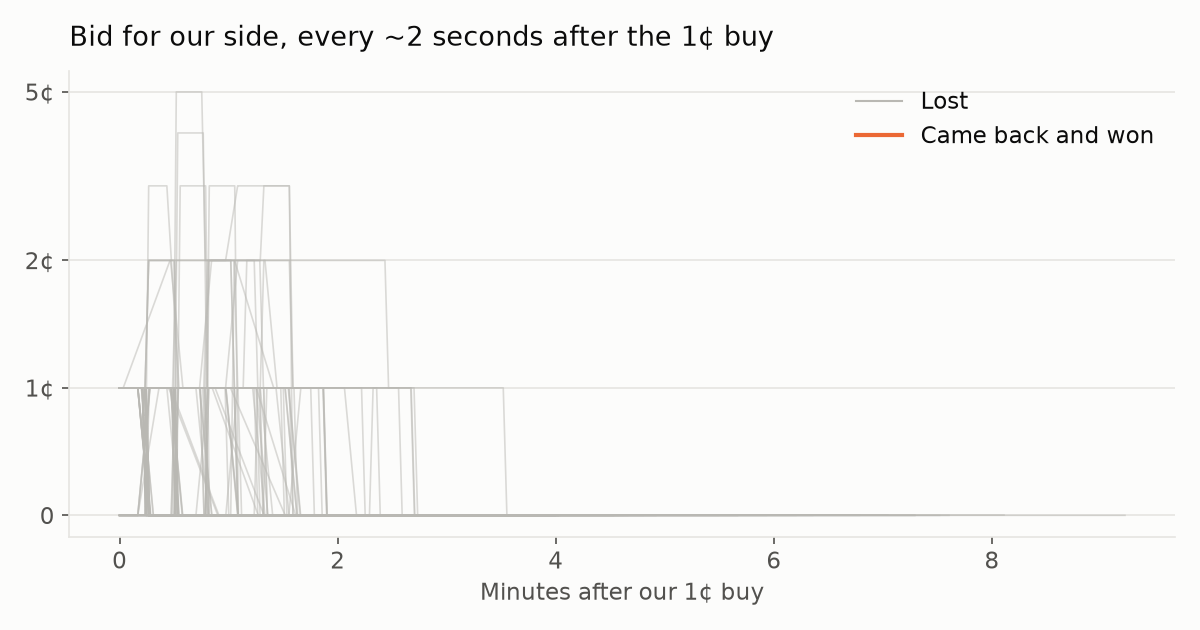 Bid for our side, every ~2 seconds after the 1¢ buy
5¢
2¢
1¢
0
Lost
Came back and won
0 2 4 6 8
Minutes after our 1¢ buy